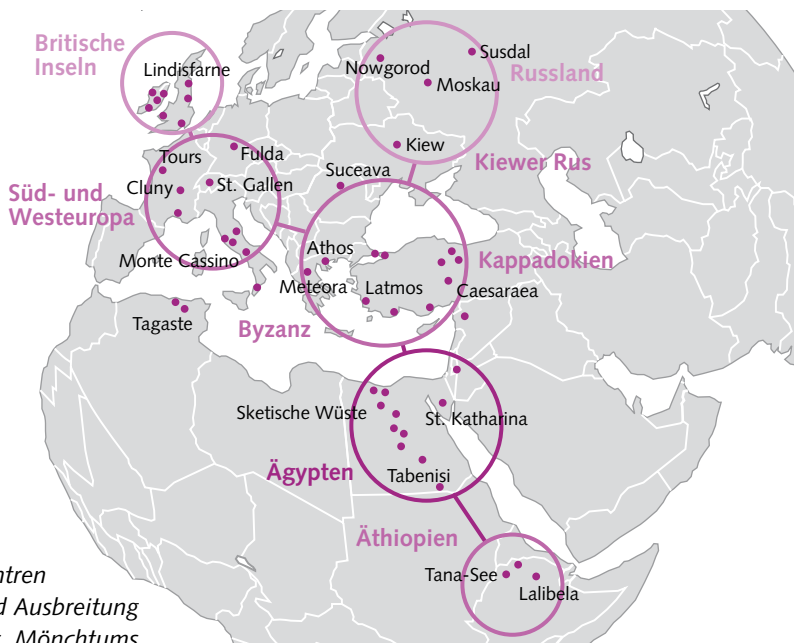 Britische
Inseln
Lindisfarne
Susdal
Nowgorod
Moskau
Russland
Kiew
Kiewer Rus
Tours
Fulda
Suceava
Cluny
St. Gallen
Süd- und
Westeuropa
Monte Cassino
Athos
Kappadokien
Meteora
Latmos
Caesaraea
Tagaste
Byzanz
Sketische Wüste
St. Katharina
Ägypten
Tabenisi
Äthiopien
Tana-See
Lalibela
Ausbreitung
Mönchtums